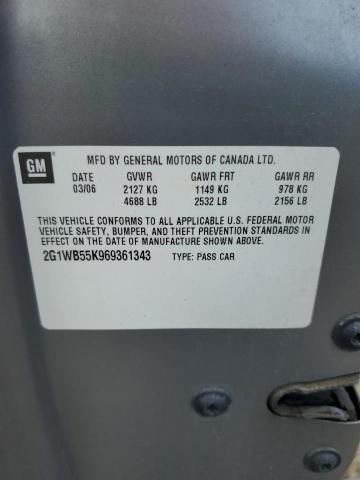 GM
MFD BY GENERAL MOTORS OF CANADA LTD.
DATE GVWR GAWR FRT GAWR RR
03/06 2127 KG 1149 KG 978 KG
4688 LB 2532 LB 2156 LB
THIS VEHICLE CONFORMS TO ALL APPLICABLE U.S. FEDERAL MOTOR
VEHICLE SAFETY, BUMPER, AND THEFT PREVENTION STANDARDS
IN EFFECT ON THE DATE OF MANUFACTURE SHOWN ABOVE.
2G1WB55K969361343 TYPE: PASS CAR